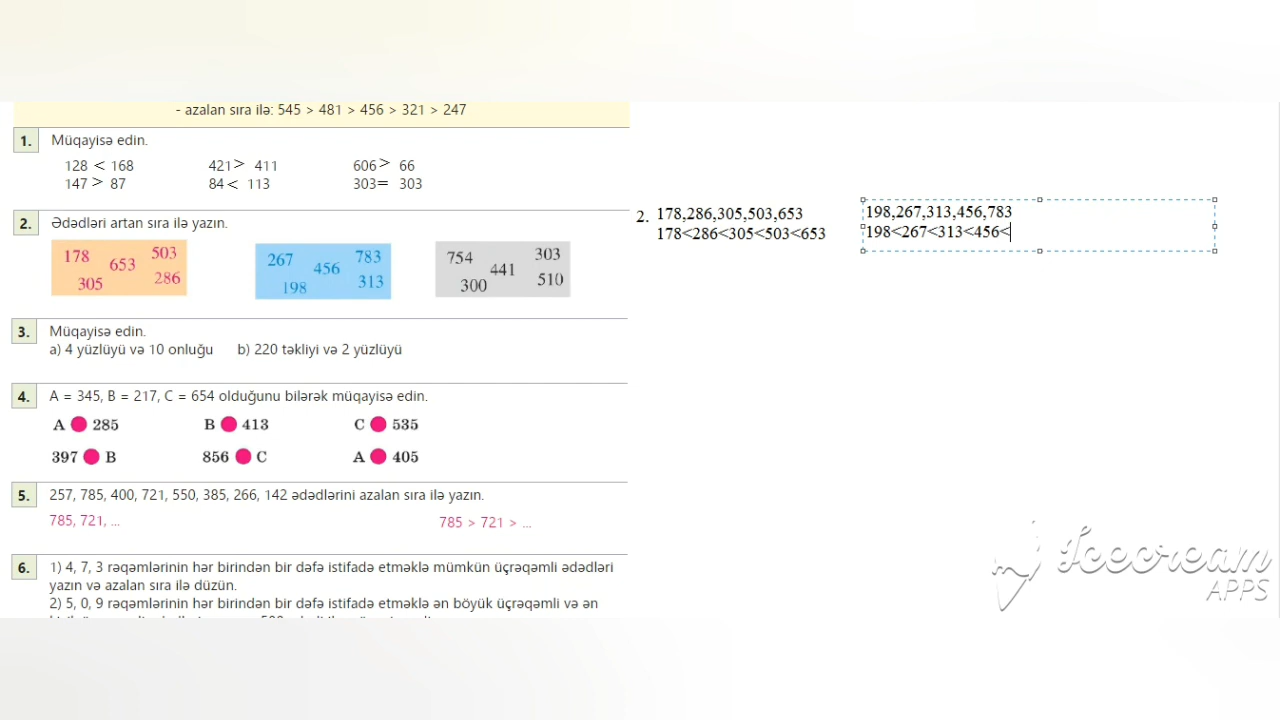 - azalan sıra ilə: 545 > 481 > 456 > 321 > 247
1. Müqayisə edin.
128 < 168 421> 411 606> 66
147 > 87 84< 113 303= 303
2. Ədədləri artan sıra ilə yazın.
178 653 503 305 286
267 456 783 198 313
754 441 303 300 510
3. Müqayisə edin.
a) 4 yüzlüyü və 10 onluğu b) 220 təkliyi və 2 yüzlüyü
4. A = 345, B = 217, C = 654 olduğunu bilərək müqayisə edin.
A 285 B 413 C 535
397 B 856 C A 405
5. 257, 785, 400, 721, 550, 385, 266, 142 ədədlərini azalan sıra ilə yazın.
785, 721, ... 785 > 721 > ...
6. 1) 4, 7, 3 rəqəmlərinin hər birindən bir dəfə istifadə etməklə mümkün üçrəqəmli ədədləri
yazın və azalan sıra ilə düzün.
2) 5, 0, 9 rəqəmlərinin hər birindən bir dəfə istifadə etməklə ən böyük üçrəqəmli və ən
2. 178,286,305,503,653
178<286<305<503<653
198,267,313,456,783
198<267<313<456<
Icecream
APPS